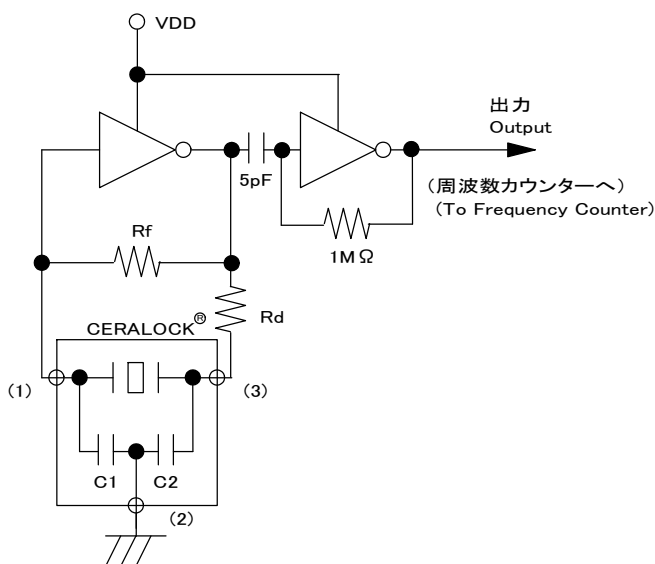 VDD
出力
Output
5pF
(周波数カウンターへ)
(To Frequency Counter)
Rf
1MΩ
Rd
CERALOCK®
(1)
(3)
C1
C2
(2)